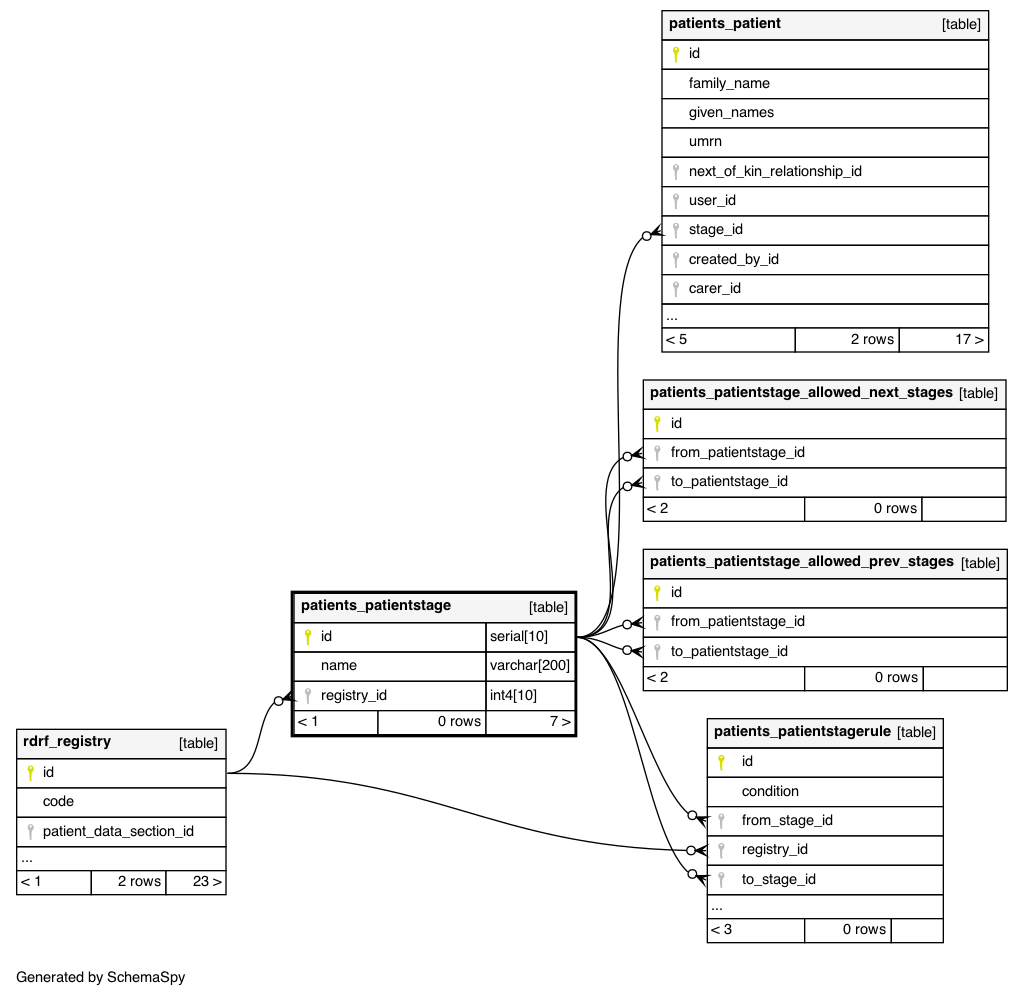 patients_patient [table]
id
family_name
given_names
umrn
next_of_kin_relationship_id
user_id
stage_id
created_by_id
carer_id
...
< 5 2 rows 17 >
patients_patientstage_allowed_next_stages [table]
id
from_patientstage_id
to_patientstage_id
< 2 0 rows
patients_patientstage_allowed_prev_stages [table]
id
from_patientstage_id
to_patientstage_id
< 2 0 rows
patients_patientstage [table]
id serial[10]
name varchar[200]
registry_id int4[10]
< 1 0 rows 7 >
rdrf_registry [table]
id
code
patient_data_section_id
...
< 1 2 rows 23 >
patients_patientstagerule [table]
id
condition
from_stage_id
registry_id
to_stage_id
...
< 3 0 rows
Generated by SchemaSpy